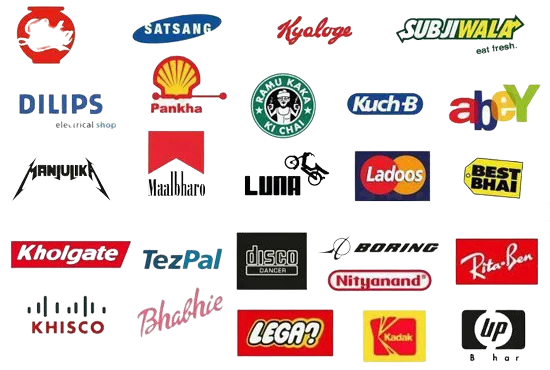 SATSANG
Kyaloge
SUBJIWALA
eat fresh.
DILIPS
electrical shop
Pankha
RAMU KAKA
KI CHAI
Kuch-B
abeY
MANJULIKA
Maalbharo
LUNA
Ladoos
BEST
BHAI
Kholgate
TezPal
disco
DANCER
BORING
Nityanand®
Rita-Ben
KHISCO
Bhabhie
LEGA?
Kadak
up
B har